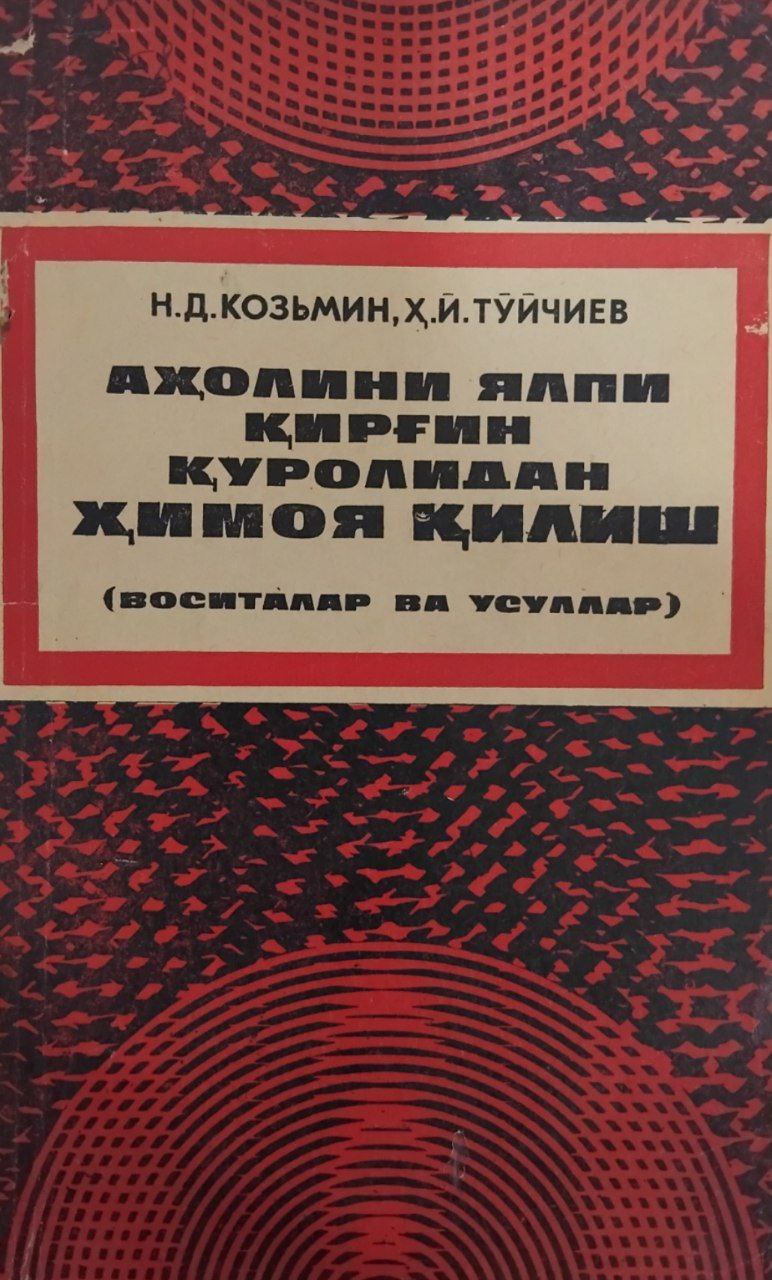 Н.Д.КОЗЬМИН, Ҳ.Й.ТЎЙЧИЕВ
АҲОЛИНИ ЯЛПИ
ҚИРҒИН
ҚУРОЛИДАН
ҲИМОЯ ҚИЛИШ
(ВОСИТАЛАР ВА УСУЛЛАР)